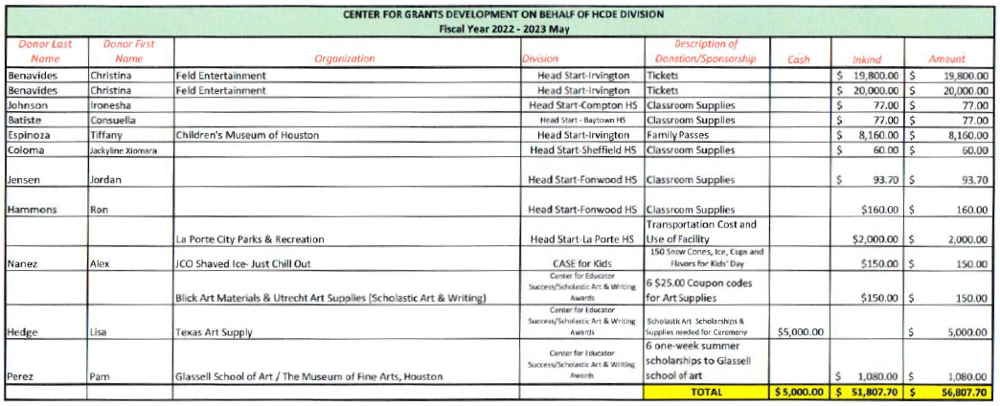 CENTER FOR GRANTS DEVELOPMENT ON BEHALF OF HCDE DIVISION
Fiscal Year 2022 - 2023 May
Donor Last Name Donor First Name Organization Division Description of Donation/Sponsorship Cash Inkind Amount
Benavides Christina Feld Entertainment Head Start-Irvington Tickets $ 19,800.00 $ 19,800.00
Benavides Christina Feld Entertainment Head Start-Irvington Tickets $ 20,000.00 $ 20,000.00
Johnson Ironesha Head Start-Compton HS Classroom Supplies $ 77.00 $ 77.00
Batiste Consuella Head Start - Baytown HS Classroom Supplies $ 77.00 $ 77.00
Espinoza Tiffany Children's Museum of Houston Head Start-Irvington Family Passes $ 8,160.00 $ 8,160.00
Coloma Jackyline Xiomara Head Start-Sheffield HS Classroom Supplies $ 60.00 $ 60.00
Jensen Jordan Head Start-Fonwood HS Classroom Supplies $ 93.70 $ 93.70
Hammons Ron Head Start-Fonwood HS Classroom Supplies $160.00 $ 160.00
La Porte City Parks & Recreation Head Start-La Porte HS Transportation Cost and Use of Facility $2,000.00 $ 2,000.00
Nanez Alex JCO Shaved Ice- Just Chill Out CASE for Kids 150 Snow Cones, Ice, Cups and Flavors for Kids' Day $150.00 $ 150.00
Blick Art Materials & Utrecht Art Supplies (Scholastic Art & Writing) Center for Educator Success/Scholastic Art & Writing Awards 6 $25.00 Coupon codes for Art Supplies $150.00 $ 150.00
Hedge Lisa Texas Art Supply Center for Educator Success/Scholastic Art & Writing Awards Scholastic Art Scholarships & Supplies needed for Ceremony $5,000.00 $ 5,000.00
Perez Pam Glassell School of Art / The Museum of Fine Arts, Houston Center for Educator Success/Scholastic Art & Writing Awards 6 one-week summer scholarships to Glassell school of art $ 1,080.00 $ 1,080.00
TOTAL $5,000.00 $ 51,807.70 $ 56,807.70